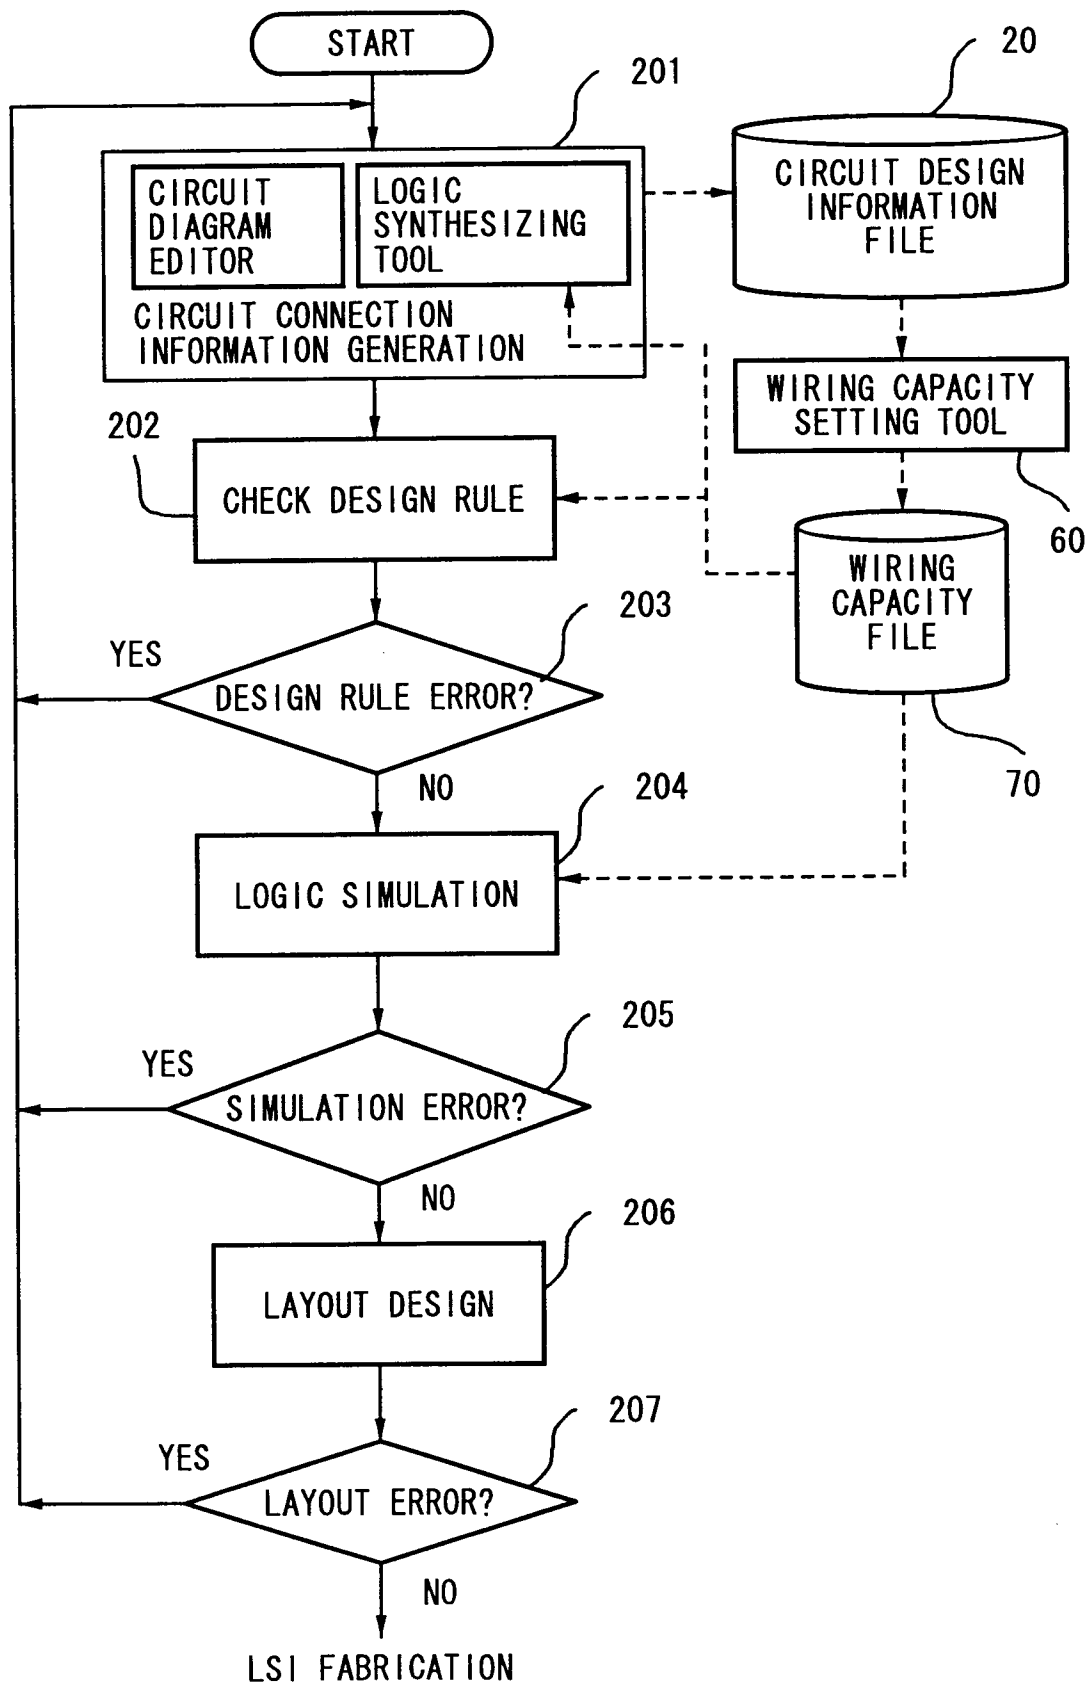 START
201
20
CIRCUIT
DIAGRAM
EDITOR
LOGIC
SYNTHESIZING
TOOL
CIRCUIT CONNECTION
INFORMATION GENERATION
CIRCUIT DESIGN
INFORMATION
FILE
WIRING CAPACITY
SETTING TOOL
60
202
CHECK DESIGN RULE
WIRING
CAPACITY
FILE
70
203
YES
DESIGN RULE ERROR?
NO
204
LOGIC SIMULATION
205
YES
SIMULATION ERROR?
NO
206
LAYOUT DESIGN
207
YES
LAYOUT ERROR?
NO
LSI FABRICATION